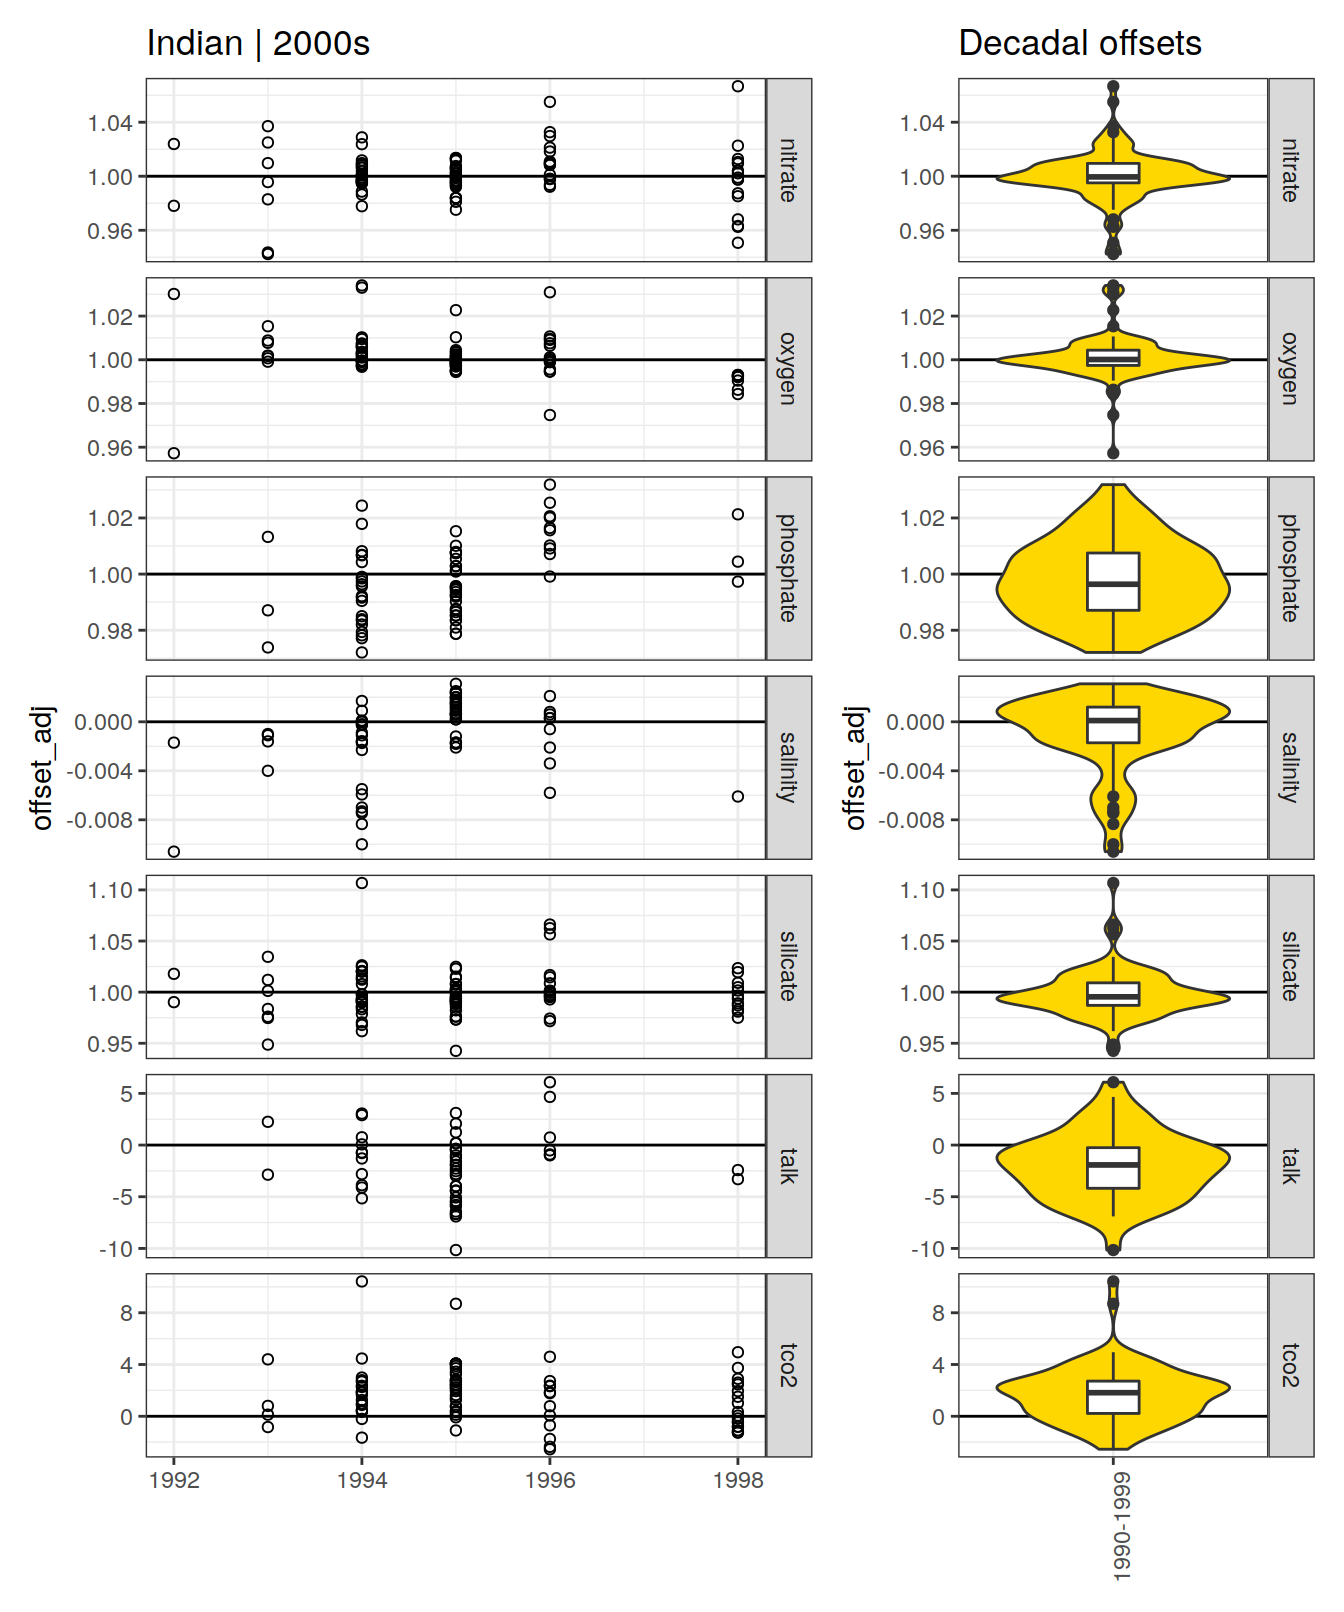 Indian | 2000s
Decadal offsets
1.04
1.00
0.96
nitrate
1.04
1.00
0.96
nitrate
1.02
1.00
0.98
0.96
oxygen
1.02
1.00
0.98
0.96
oxygen
1.02
1.00
0.98
phosphate
1.02
1.00
0.98
phosphate
offset_adj
0.000
-0.004
-0.008
salinity
offset_adj
0.000
-0.004
-0.008
salinity
1.10
1.05
1.00
0.95
silicate
1.10
1.05
1.00
0.95
silicate
5
0
-5
-10
talk
5
0
-5
-10
talk
8
4
0
tco2
8
4
0
tco2
1992 1994 1996 1998
1990-1999